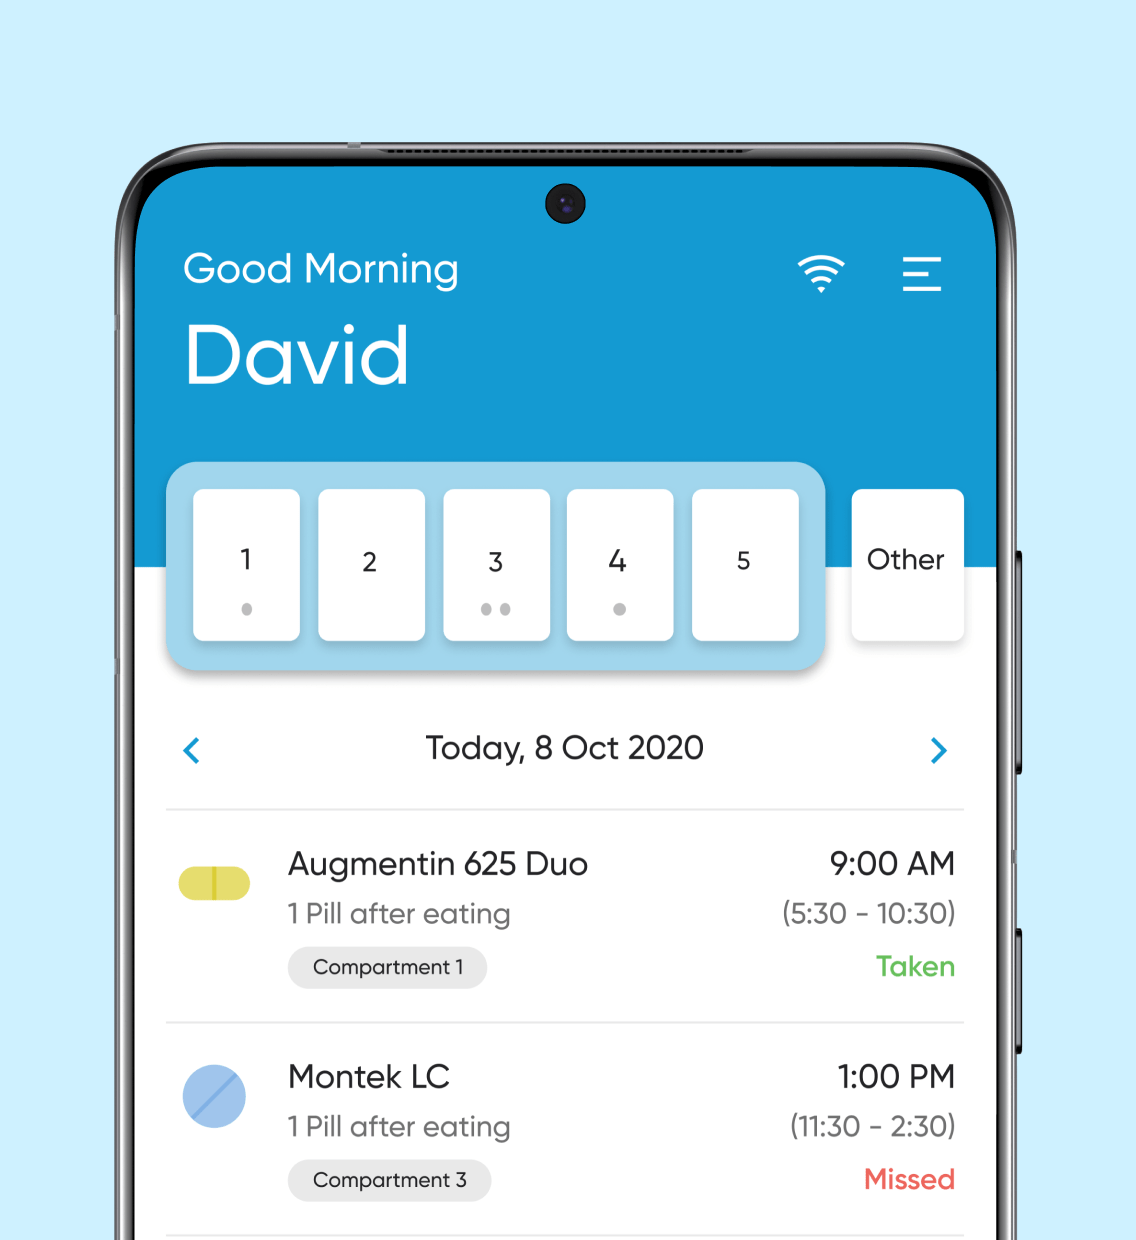 Good Morning
David
1
2
3
4
5
Other
Today, 8 Oct 2020
Augmentin 625 Duo
9:00 AM
1 Pill after eating
(5:30 - 10:30)
Compartment 1
Taken
Montek LC
1:00 PM
1 Pill after eating
(11:30 - 2:30)
Compartment 3
Missed